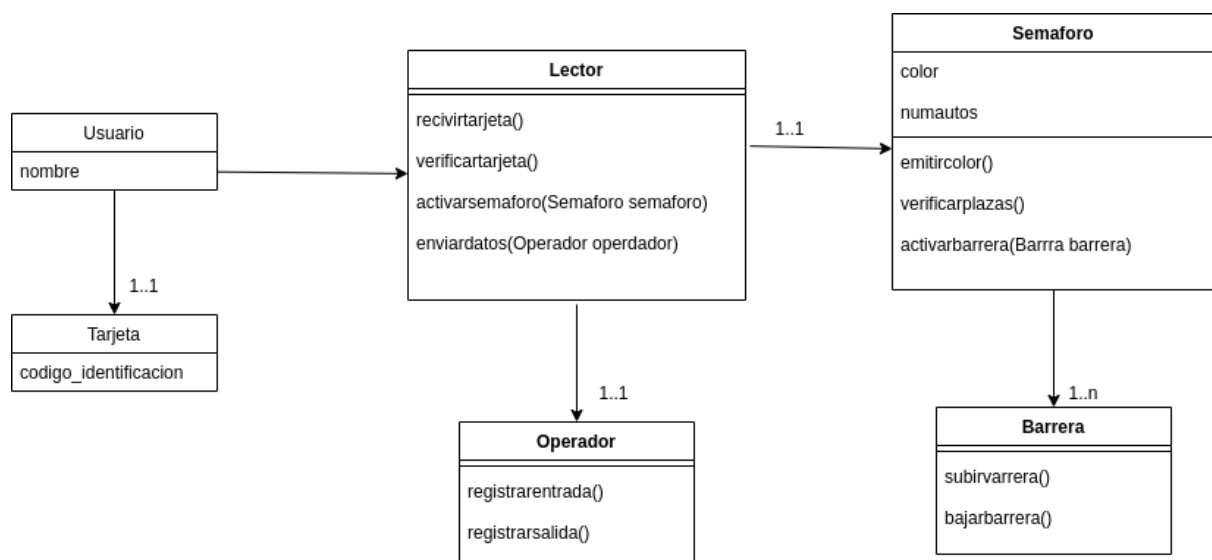 Usuario
nombre
1..1
Tarjeta
codigo_identificacion
Lector
recivirtarjeta()
verificartarjeta()
activarsemaforo(Semaforo semaforo)
enviardatos(Operador operdador)
1..1
Operador
registrarentrada()
registrarsalida()
1..1
Semaforo
color
numautos
emitircolor()
verificarplazas()
activarbarrera(Barrra barrera)
1..n
Barrera
subirvarrera()
bajarbarrera()